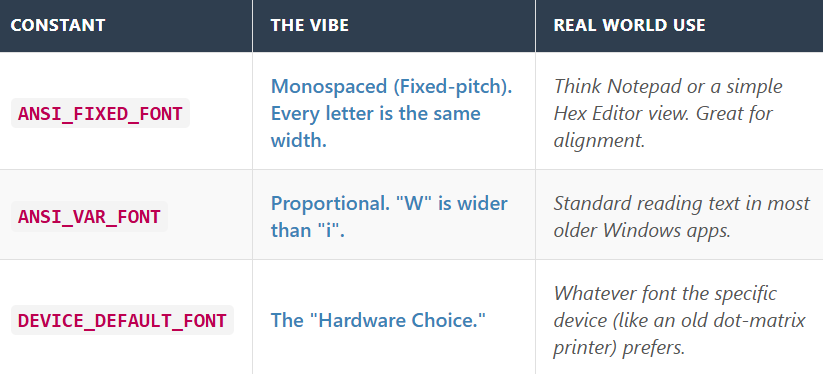 CONSTANT
THE VIBE
REAL WORLD USE
ANSI_FIXED_FONT
Monospaced (Fixed-pitch).
Every letter is the same
width.
Think Notepad or a simple
Hex Editor view. Great for
alignment.
ANSI_VAR_FONT
Proportional. "W" is wider
than "i".
Standard reading text in most
older Windows apps.
DEVICE_DEFAULT_FONT
The "Hardware Choice."
Whatever font the specific
device (like an old dot-matrix
printer) prefers.